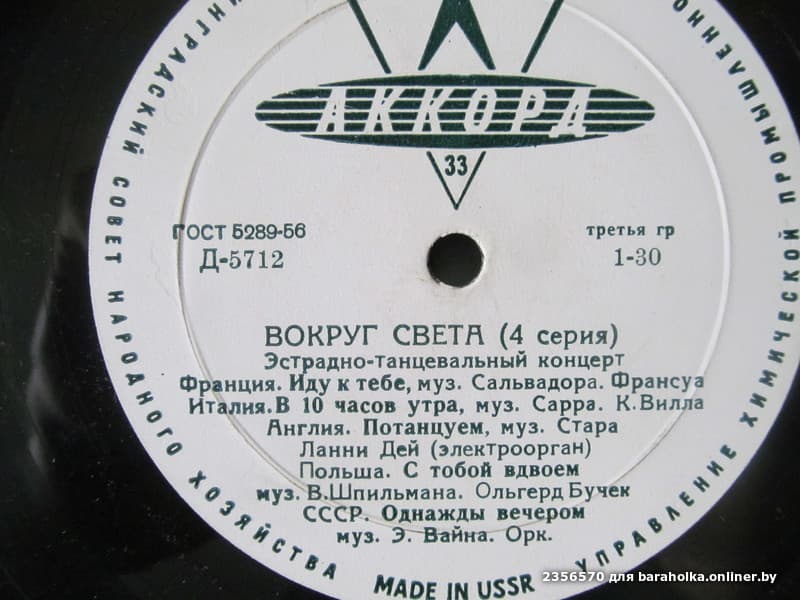 АККОРД
33
ГОСТ 5289-56
Д-5712
третья гр
1-30
ВОКРУГ СВЕТА (4 серия)
Эстрадно-танцевальный концерт
Франция. Иду к тебе, муз. Сальвадора. Франсуа
Италия. В 10 часов утра, муз. Сарра. К. Вилла
Англия. Потанцуем, муз. Стара
Ланни Дей (электроорган)
Польша. С тобой вдвоем
муз. В. Шпильмана. Ольгерд Бучек
СССР. Однажды вечером
муз. Э. Вайна. Орк.
СОВЕТ НАРОДНОГО ХОЗЯЙСТВА
УПРАВЛЕНИЕ ХИМИЧЕСКОЙ
MADE IN USSR
2356570 для baraholka.onliner.by